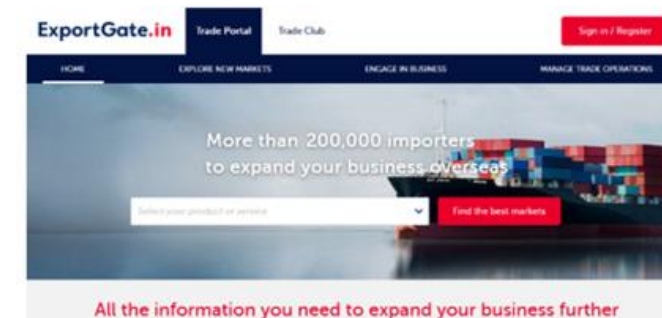 ExportGate.in
Trade Portal
Trade Club
Sign in / Register
HOME
EXPLORE NEW MARKETS
ENGAGE IN BUSINESS
MANAGE TRADE OPERATIONS
More than 200,000 importers
to expand your business overseas
Select your product or service
Find the best markets
All the information you need to expand your business further